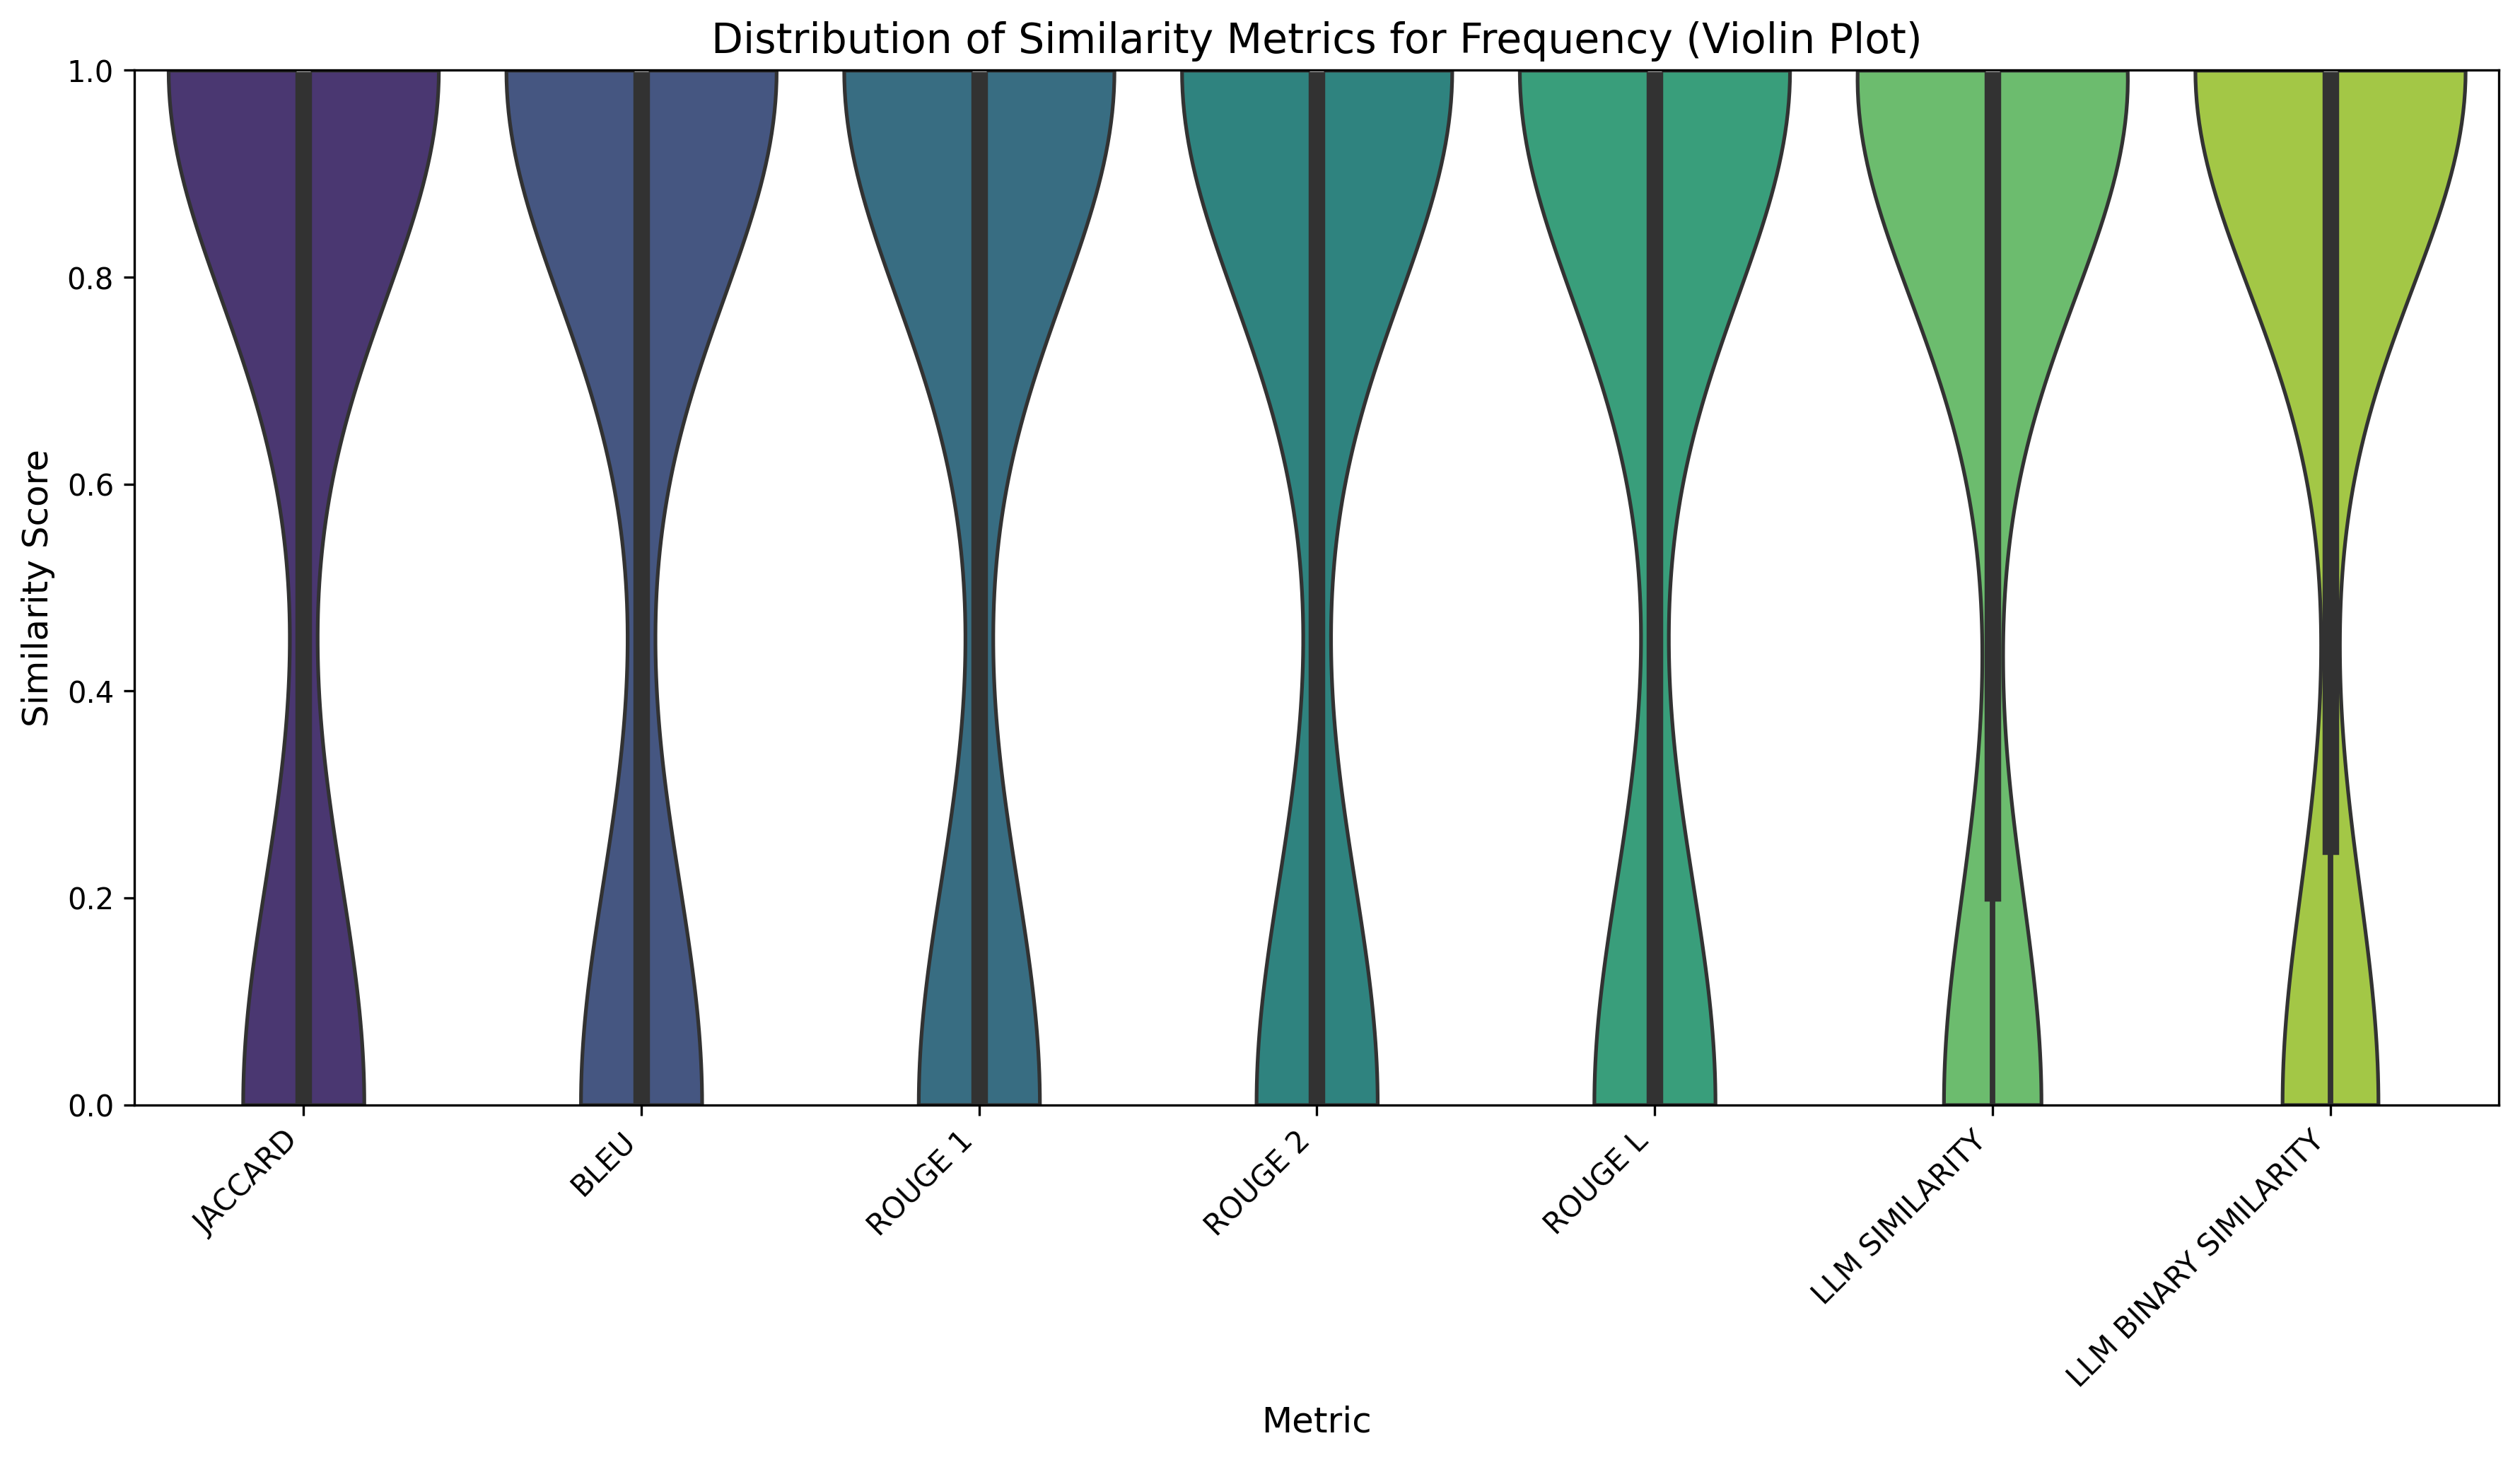 Distribution of Similarity Metrics for Frequency (Violin Plot)
1.0
0.8
0.6
0.4
0.2
0.0
Similarity Score
JACCARD
BLEU
ROUGE 1
ROUGE 2
ROUGE L
LLM SIMILARITY
LLM BINARY SIMILARITY
Metric